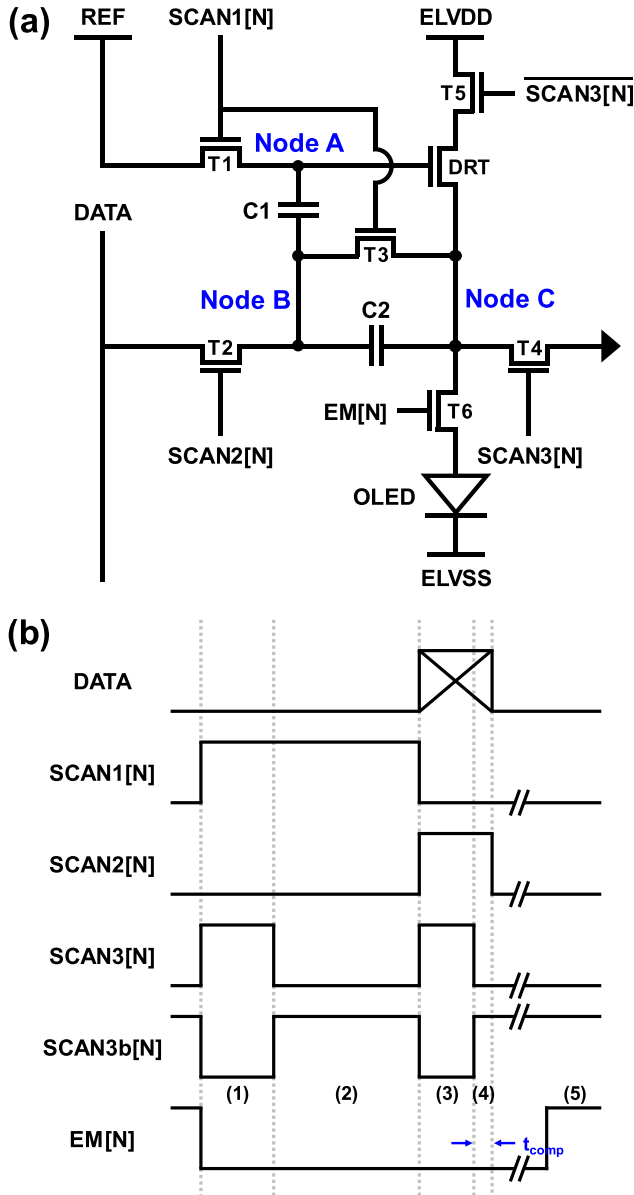 (a)
REF
SCAN1[N]
ELVDD
T5
SCAN3[N]
Node A
T1
DRT
C1
DATA
T3
Node B
Node C
C2
T2
T4
EM[N]
T6
SCAN2[N]
SCAN3[N]
OLED
ELVSS
(b)
DATA
SCAN1[N]
SCAN2[N]
SCAN3[N]
SCAN3b[N]
(1)
(2)
(3)
(4)
(5)
EM[N]
tcomp